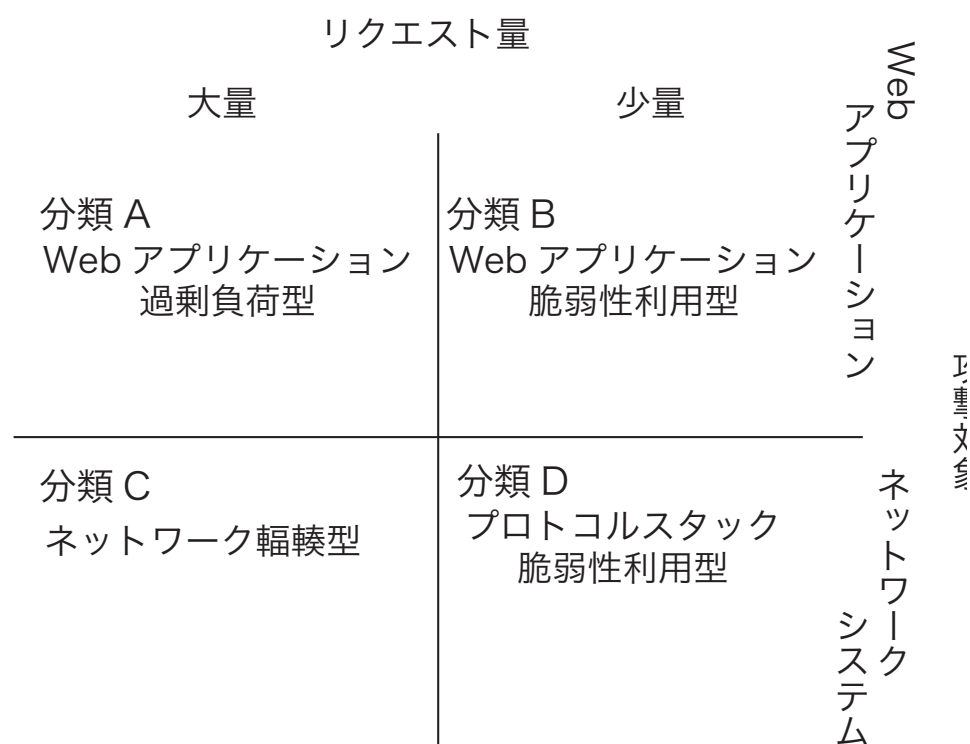 リクエスト量
大量
少量
Web
アプリケーション
分類 A
Web アプリケーション
過剰負荷型
分類 B
Web アプリケーション
脆弱性利用型
攻撃対象
分類 C
ネットワーク輻輳型
分類 D
プロトコルスタック
脆弱性利用型
ネットワーク
システム